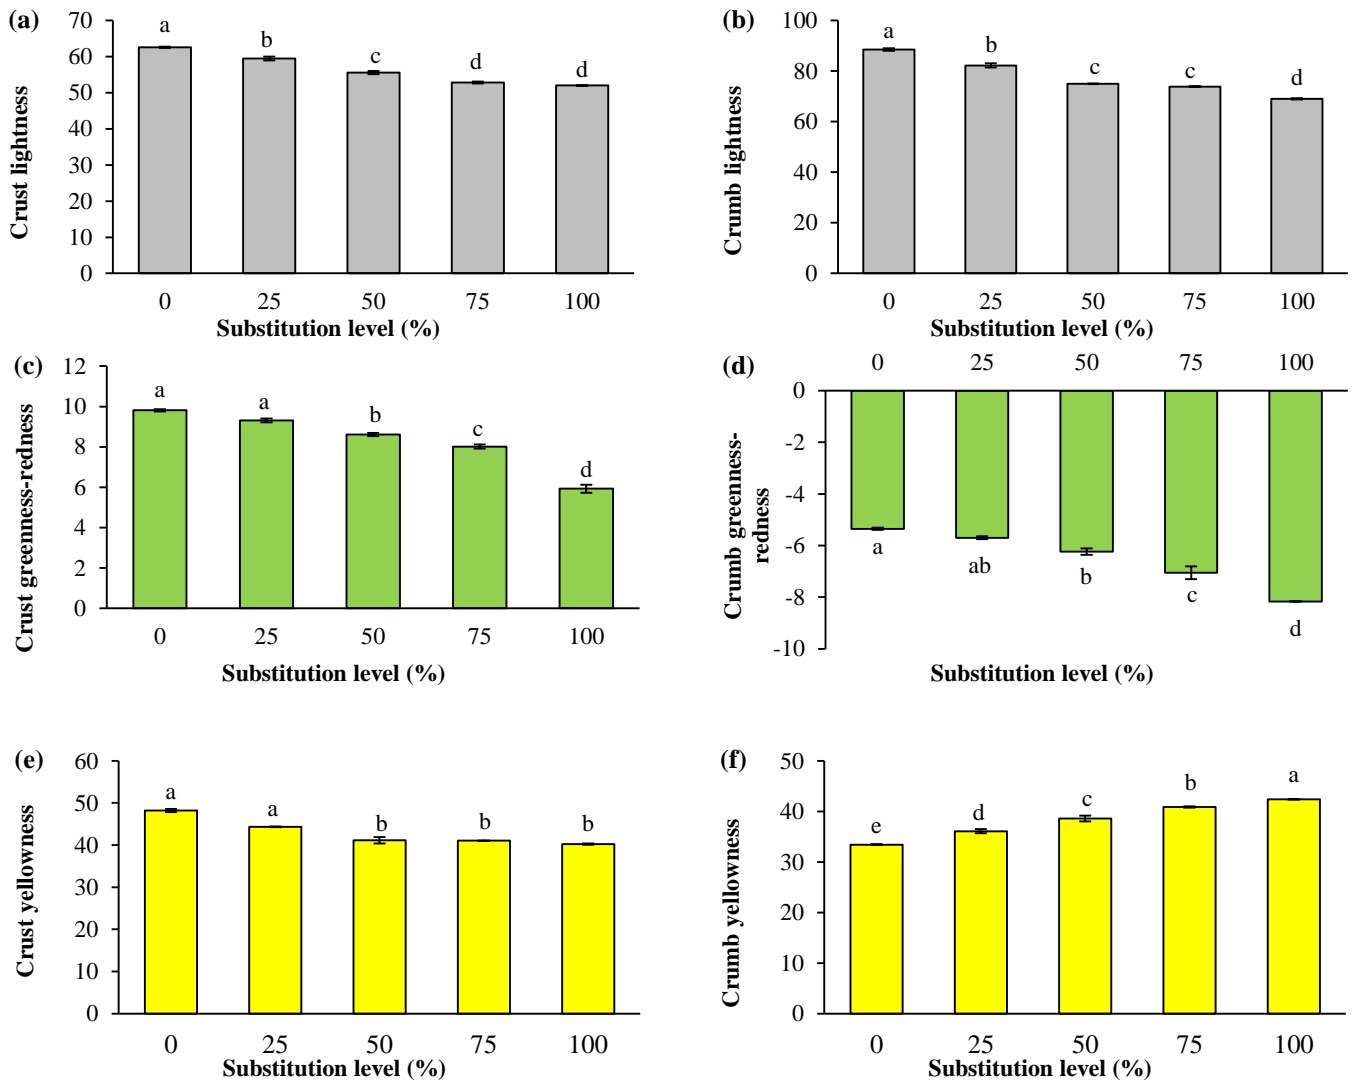 (a)
Crust lightness
70
60
50
40
30
20
10
0
a
b
c
d
d
0 25 50 75 100
Substitution level (%)
(b)
Crumb lightness
100
80
60
40
20
0
a
b
c
c
d
0 25 50 75 100
Substitution level (%)
(c)
Crust greenness-redness
12
10
8
6
4
2
0
a
a
b
c
d
0 25 50 75 100
Substitution level (%)
(d)
Crumb greenness-
redness
0 25 50 75 100
0
-2
-4
-6
-8
-10
a
ab
b
c
d
Substitution level (%)
(e)
Crust yellowness
60
50
40
30
20
10
0
a
a
b
b
b
0 25 50 75 100
Substitution level (%)
(f)
Crumb yellowness
50
40
30
20
10
0
e
d
c
b
a
0 25 50 75 100
Substitution level (%)